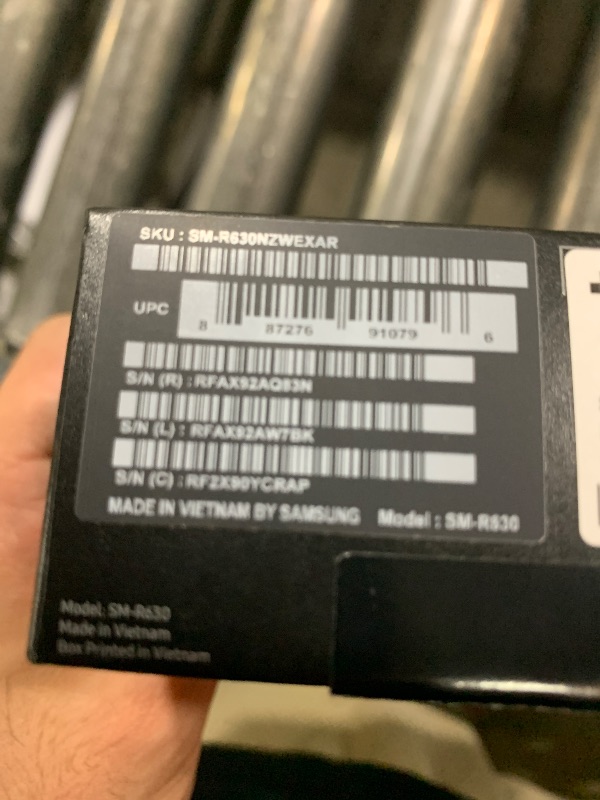 SKU : SM-R630NZWEXAR
UPC
8 87276 91079 6
S/N (R) : RFAX92AQ83N
S/N (L) : RFAX92AW7BK
S/N (C) : RF2X90YCRAP
MADE IN VIETNAM BY SAMSUNG Model : SM-R630
Model: SM-R630
Made in Vietnam
Box Printed in Vietnam